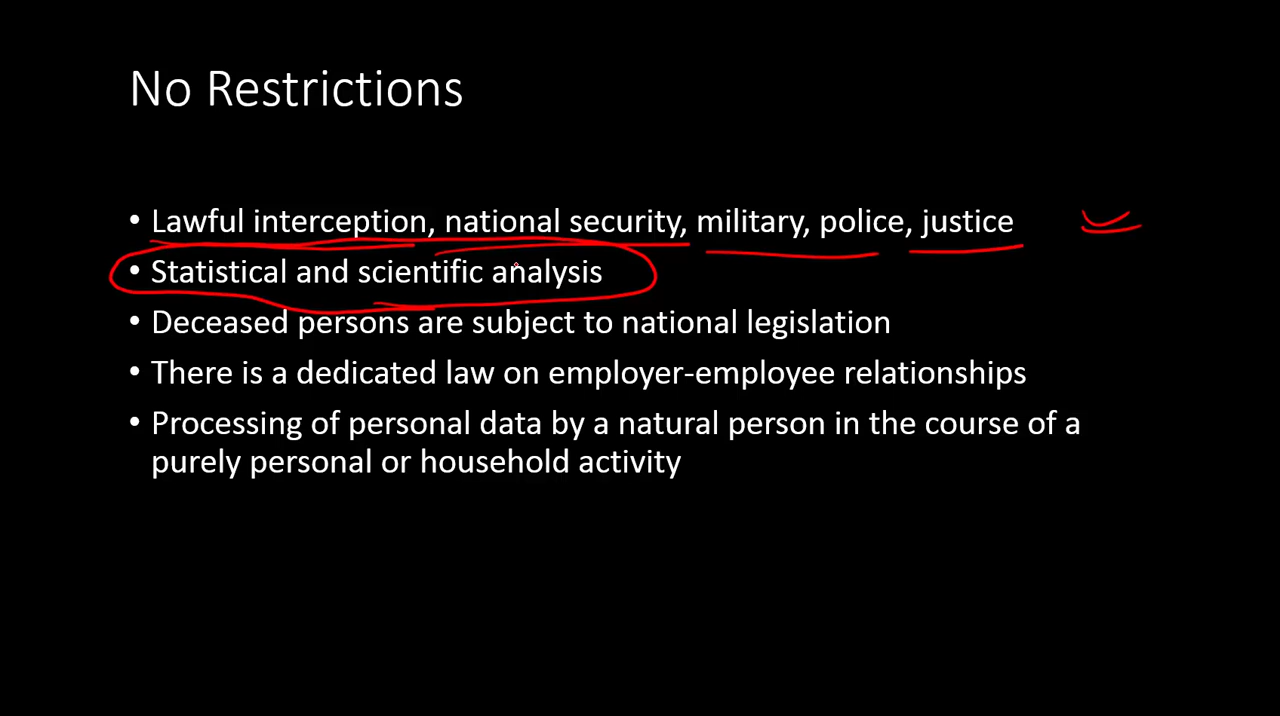 No Restrictions
• Lawful interception, national security, military, police, justice
• Statistical and scientific analysis
• Deceased persons are subject to national legislation
• There is a dedicated law on employer-employee relationships
• Processing of personal data by a natural person in the course of a
purely personal or household activity